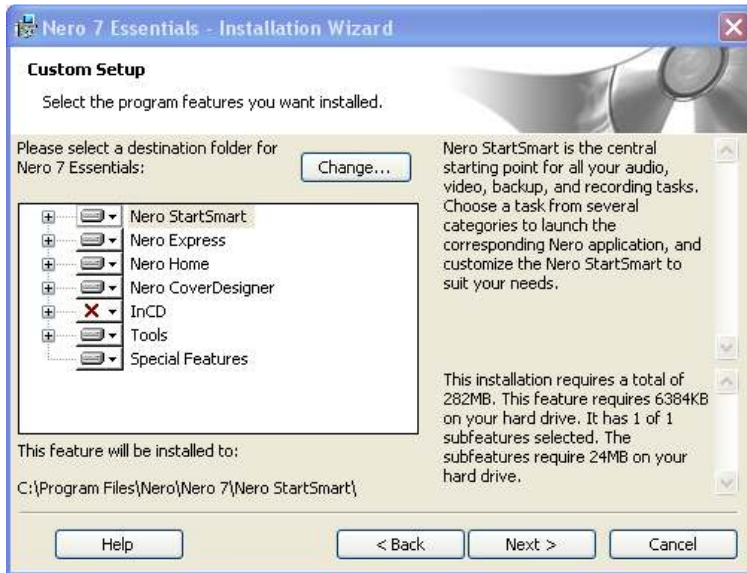 Nero 7 Essentials - Installation Wizard
Custom Setup
Select the program features you want installed.
Please select a destination folder for
Nero 7 Essentials:
Change...
Nero StartSmart
Nero Express
Nero Home
Nero CoverDesigner
InCD
Tools
Special Features
Nero StartSmart is the central
starting point for all your audio,
video, backup, and recording tasks.
Choose a task from several
categories to launch the
corresponding Nero application, and
customize the Nero StartSmart to
suit your needs.
This installation requires a total of
282MB. This feature requires 6384KB
on your hard drive. It has 1 of 1
subfeatures selected. The
subfeatures require 24MB on your
hard drive.
This feature will be installed to:
C:\Program Files\Nero\Nero 7\Nero StartSmart\
Help
< Back
Next >
Cancel